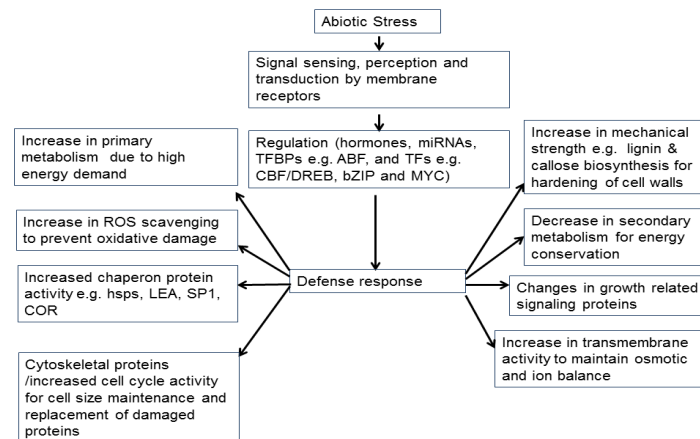 Abiotic Stress
Signal sensing, perception and
transduction by membrane
receptors
Regulation (hormones, miRNAs,
TFBPs e.g. ABF, and TFs e.g.
CBF/DREB, bZIP and MYC)
Defense response
Increase in primary
metabolism due to high
energy demand
Increase in ROS scavenging
to prevent oxidative damage
Increased chaperon protein
activity e.g. hsps, LEA, SP1,
COR
Cytoskeletal proteins
/increased cell cycle activity
for cell size maintenance and
replacement of damaged
proteins
Increase in mechanical
strength e.g. lignin &
callose biosynthesis for
hardening of cell walls
Decrease in secondary
metabolism for energy
conservation
Changes in growth related
signaling proteins
Increase in transmembrane
activity to maintain osmotic
and ion balance